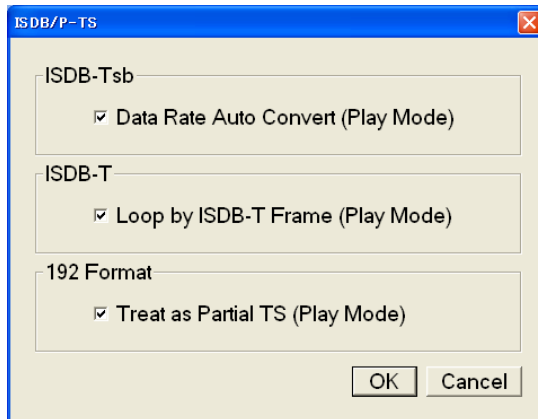 ISDB/P-TS
ISDB-Tsb
Data Rate Auto Convert (Play Mode)
ISDB-T
Loop by ISDB-T Frame (Play Mode)
192 Format
Treat as Partial TS (Play Mode)
OK Cancel